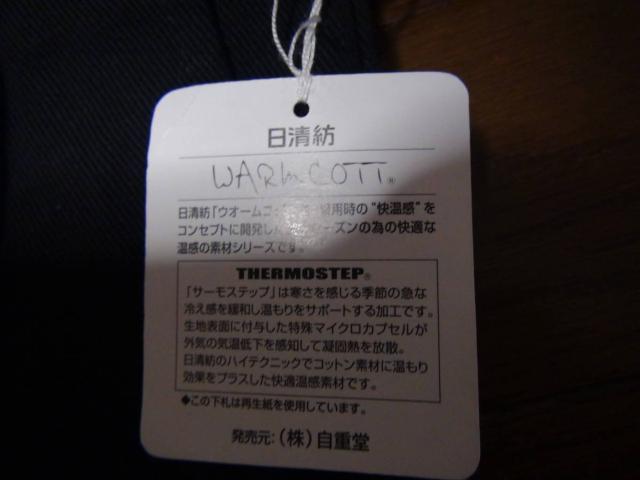 日清紡
WARM COTT®
日清紡「ウオームコ 用時の"快温感"を
コンセプトに開発した ーズンの為の快適な
温感の素材シリーズです。
THERMOSTEP®
「サーモステップ」は寒さを感じる季節の急な
冷え感を緩和し温もりをサポートする加工です。
生地表面に付与した特殊マイクロカプセルが
外気の気温低下を感知して凝固熱を放散。
日清紡のハイテクニックでコットン素材に温もり
効果をプラスした快適温感素材です。
◆この下札は再生紙を使用しています。
発売元:(株)自重堂